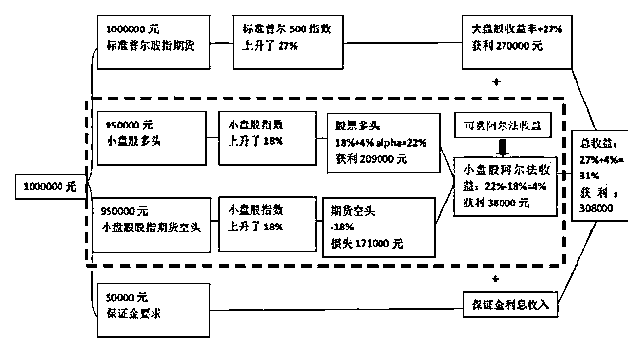 1000000 元
标准普尔股指期货
标准普尔 500 指数
上升了 27%
大盘股收益率+27%
获利 270000 元
+
950000 元
小盘股多头
小盘股指数
上升了 18%
股票多头
18%+4% alpha=22%
获利 209000 元
可转阿尔法收益
1000000 元
小盘股阿尔法收
益：22%-18%=4%
获利 38000 元
总收益：
27%+4%=
31%
获 利：
308000
950000 元
小盘股股指期货空头
小盘股指数
上升了 18%
期货空头
-18%
损失 171000 元
+
50000 元
保证金要求
保证金利息收入